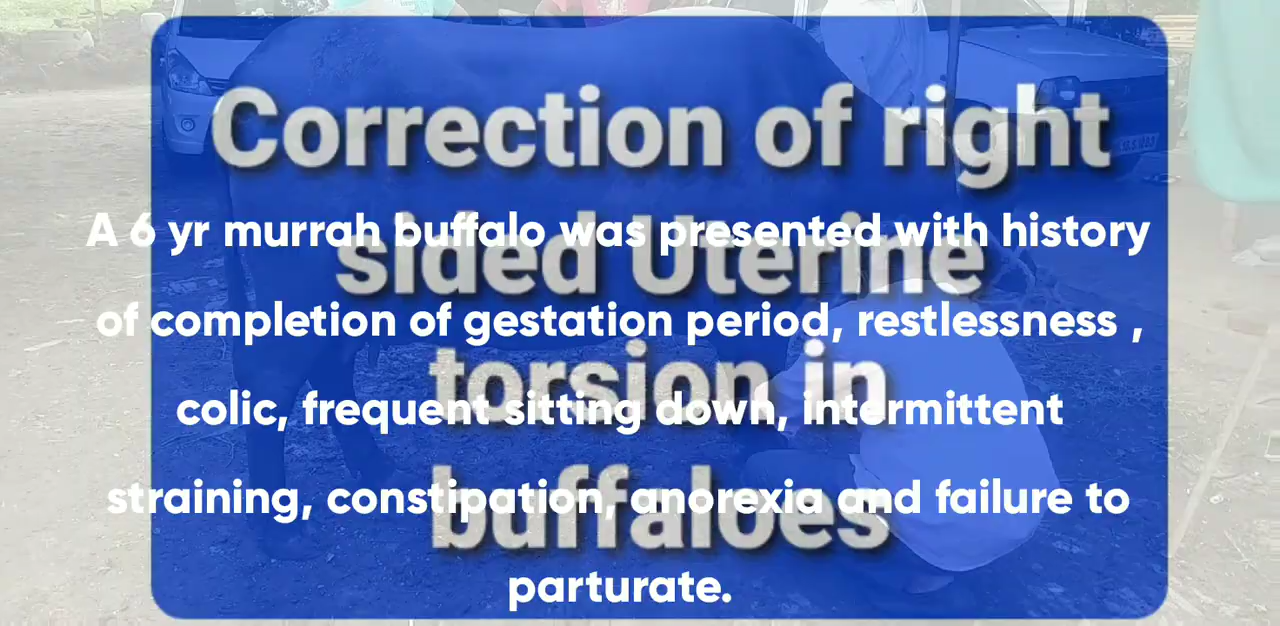 Correction of right
sided Uterine
torsion in
buffaloes
A 6 yr murrah buffalo was presented with history
of completion of gestation period, restlessness ,
colic, frequent sitting down, intermittent
straining, constipation, anorexia and failure to
parturate.